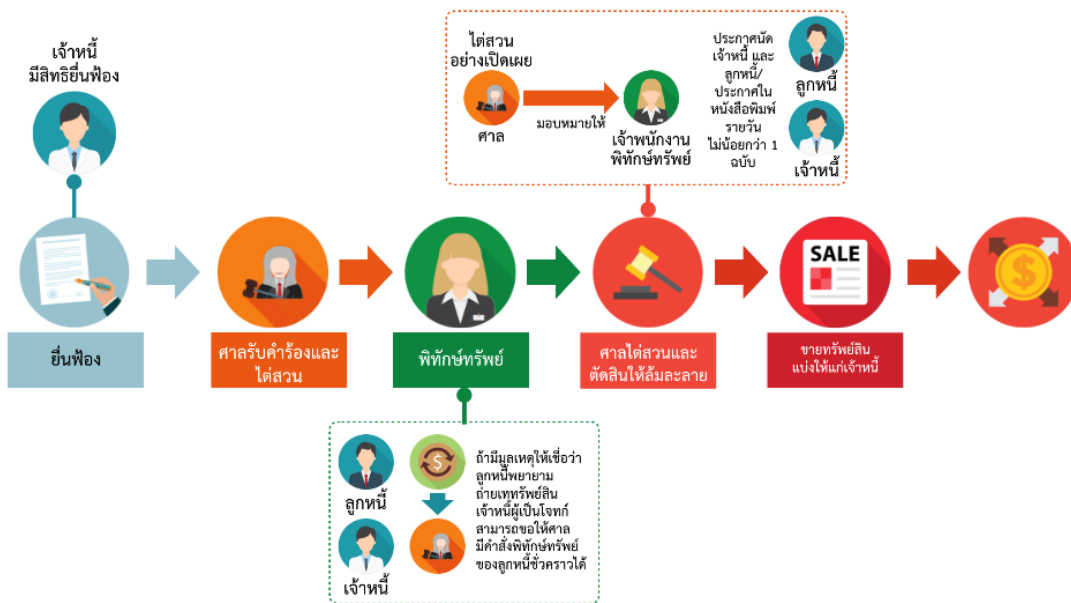 เจ้าหนี้
มีสิทธิยื่นฟ้อง
ไต่สวน
อย่างเปิดเผย
ศาล
มอบหมายให้
เจ้าพนักงาน
พิทักษ์ทรัพย์
ประกาศนัด
เจ้าหนี้ และ
ลูกหนี้/
ประกาศใน
หนังสือพิมพ์
รายวัน
ไม่น้อยกว่า 1
ฉบับ
ลูกหนี้
เจ้าหนี้
SALE
$
ยื่นฟ้อง
ศาลรับคำร้องและ
ไต่สวน
พิทักษ์ทรัพย์
ศาลไต่สวนและ
ตัดสินให้ล้มละลาย
ขายทรัพย์สิน
แบ่งให้แก่เจ้าหนี้
ลูกหนี้
เจ้าหนี้
$
ถ้ามีมูลเหตุให้เชื่อว่า
ลูกหนี้พยายาม
ถ่ายเททรัพย์สิน
เจ้าหนี้ผู้เป็นโจทก์
สามารถขอให้ศาล
มีคำสั่งพิทักษ์ทรัพย์
ของลูกหนี้ชั่วคราวได้